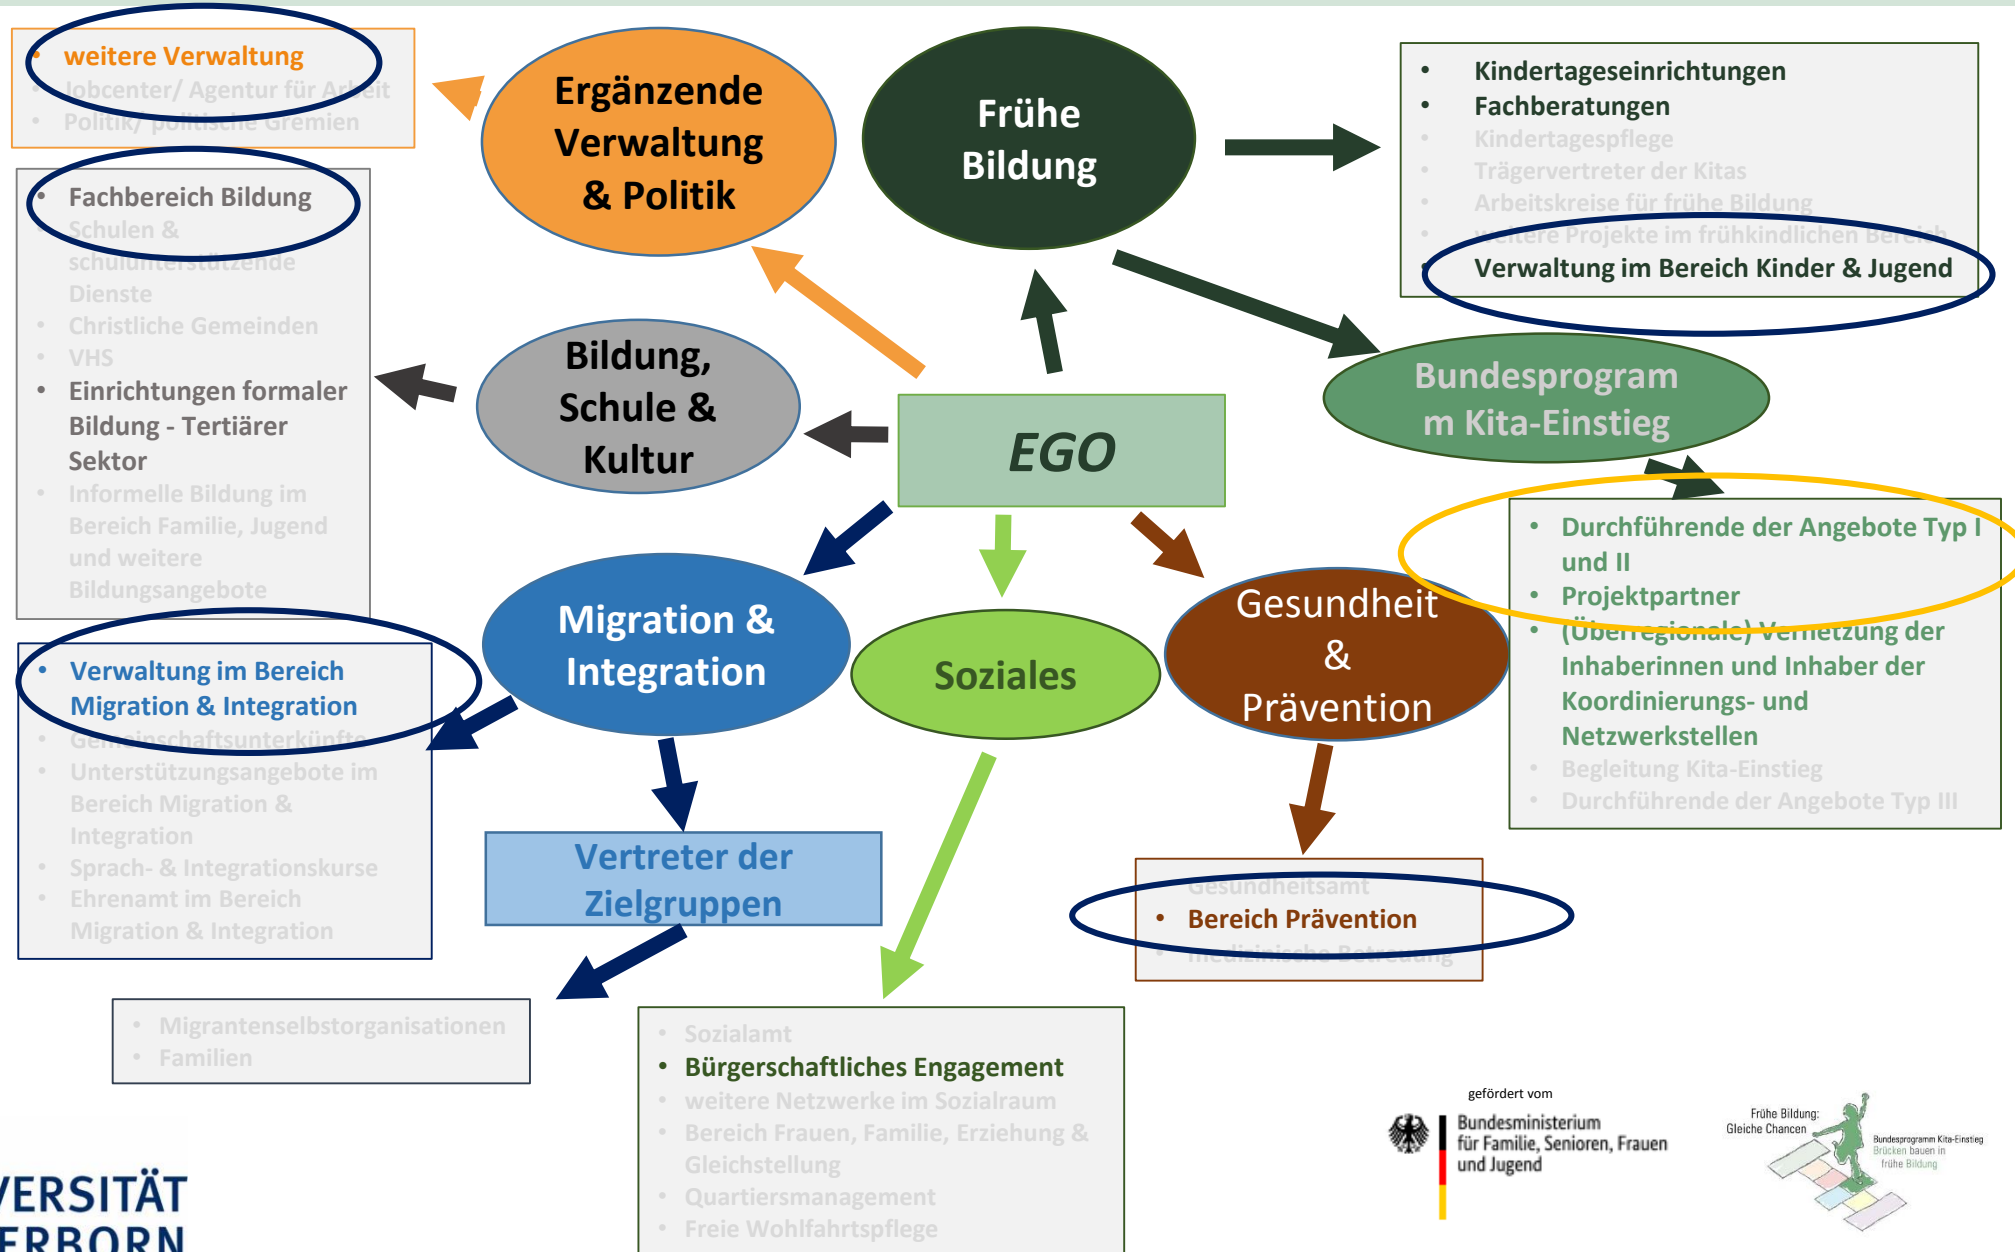 weitere Verwaltung
Jobcenter/ Agentur für Arbeit
Politik/ politische Gremien
Ergänzende
Verwaltung
& Politik
Frühe
Bildung
Kindertageseinrichtungen
Fachberatungen
Kindertagespflege
Trägervertreter der Kitas
Arbeitskreise für frühe Bildung
weitere Projekte im frühkindlichen Bereich
Verwaltung im Bereich Kinder & Jugend
Fachbereich Bildung
Schulen &
schulunterstützende
Dienste
Christliche Gemeinden
VHS
Einrichtungen formaler
Bildung - Tertiärer
Sektor
Informelle Bildung im
Bereich Familie, Jugend
und weitere
Bildungsangebote
Bildung,
Schule &
Kultur
EGO
Bundesprogram
m Kita-Einstieg
Durchführende der Angebote Typ I
und II
Projektpartner
(Überregionale) Vernetzung der
Inhaberinnen und Inhaber der
Koordinierungs- und
Netzwerkstellen
Begleitung Kita-Einstieg
Durchführende der Angebote Typ III
Migration &
Integration
Soziales
Gesundheit
&
Prävention
Verwaltung im Bereich
Migration & Integration
Gemeinschaftsunterkünfte
Unterstützungsangebote im
Bereich Migration &
Integration
Sprach- & Integrationskurse
Ehrenamt im Bereich
Migration & Integration
Vertreter der
Zielgruppen
Gesundheitsamt
Bereich Prävention
medizinische Betreuung
Migrantenselbstorganisationen
Familien
Sozialamt
Bürgerschaftliches Engagement
weitere Netzwerke im Sozialraum
Bereich Frauen, Familie, Erziehung &
Gleichstellung
Quartiersmanagement
Freie Wohlfahrtspflege
gefördert vom
Bundesministerium
für Familie, Senioren, Frauen
und Jugend
Frühe Bildung:
Gleiche Chancen
Bundesprogramm Kita-Einstieg
Brücken bauen in
frühe Bildung
VERSITÄT
ERBORN